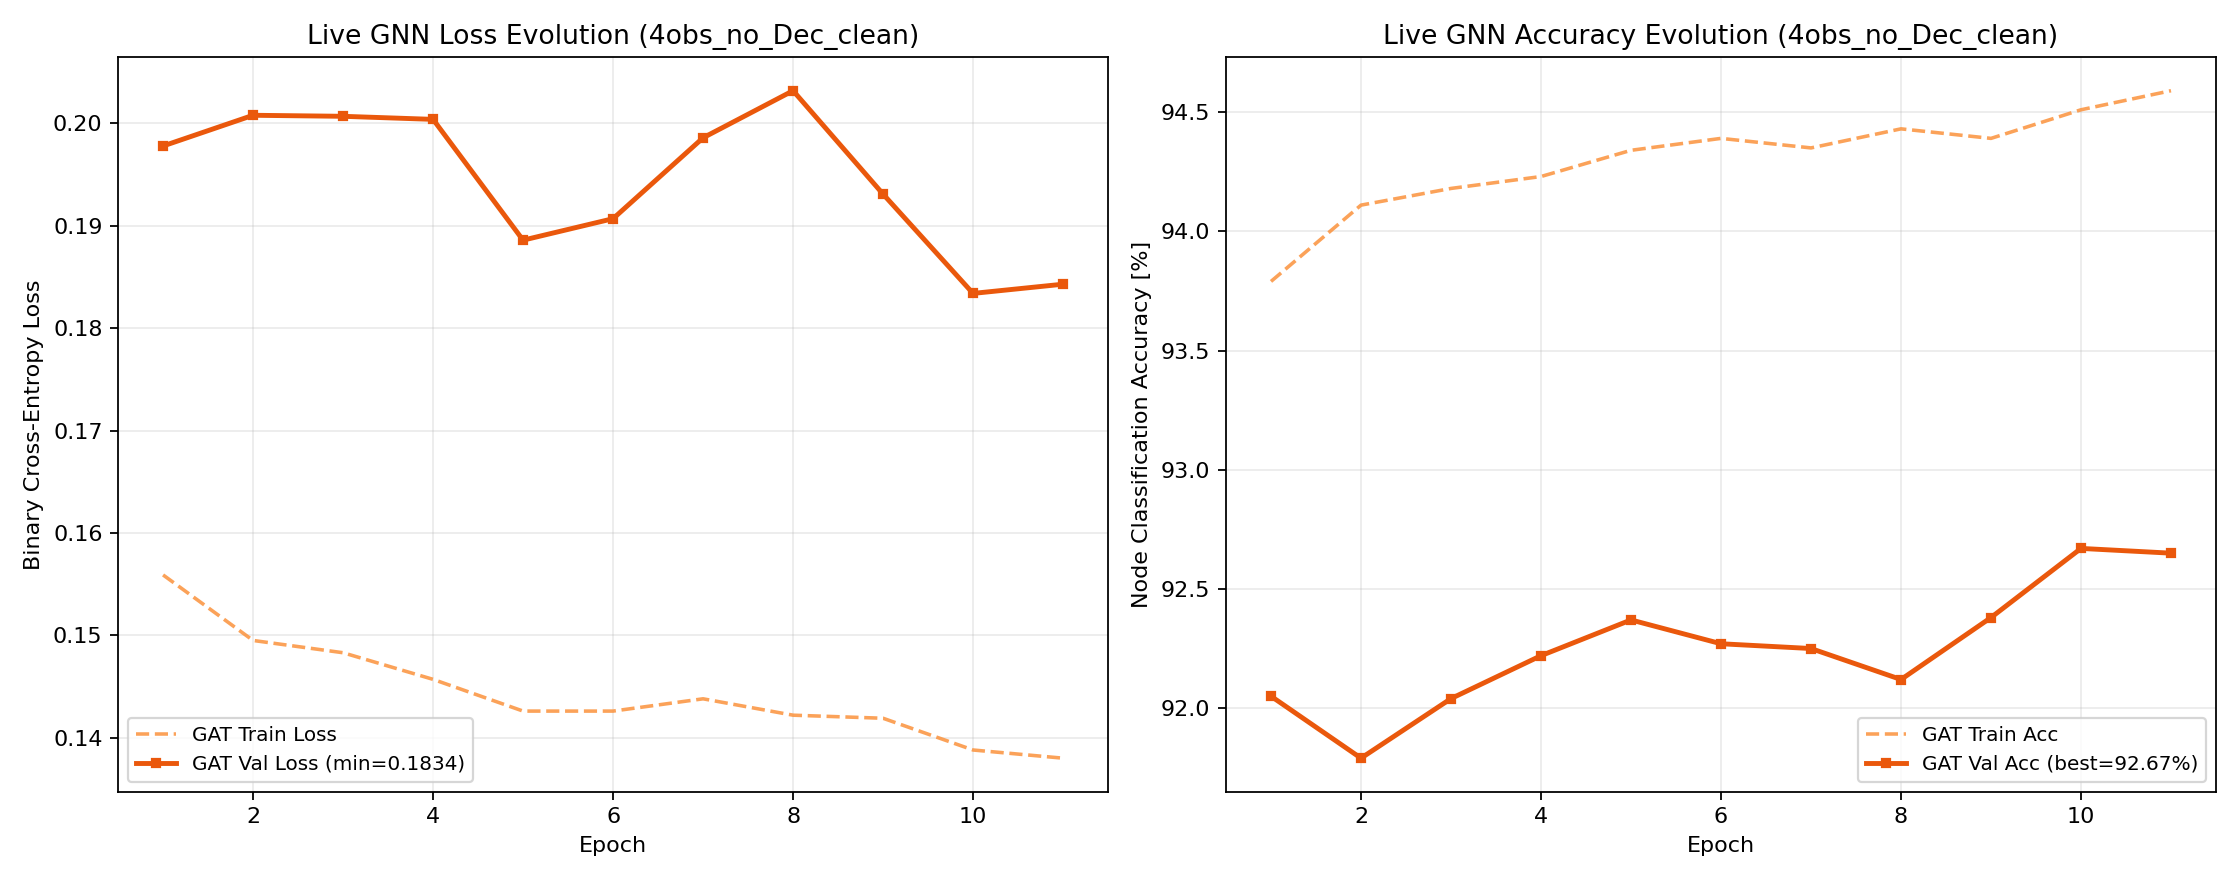 Live GNN Loss Evolution (4obs_no_Dec_clean)
Binary Cross-Entropy Loss
0.20
0.19
0.18
0.17
0.16
0.15
0.14
GAT Train Loss
GAT Val Loss (min=0.1834)
2 4 6 8 10
Epoch
Live GNN Accuracy Evolution (4obs_no_Dec_clean)
Node Classification Accuracy [%]
94.5
94.0
93.5
93.0
92.5
92.0
GAT Train Acc
GAT Val Acc (best=92.67%)
2 4 6 8 10
Epoch